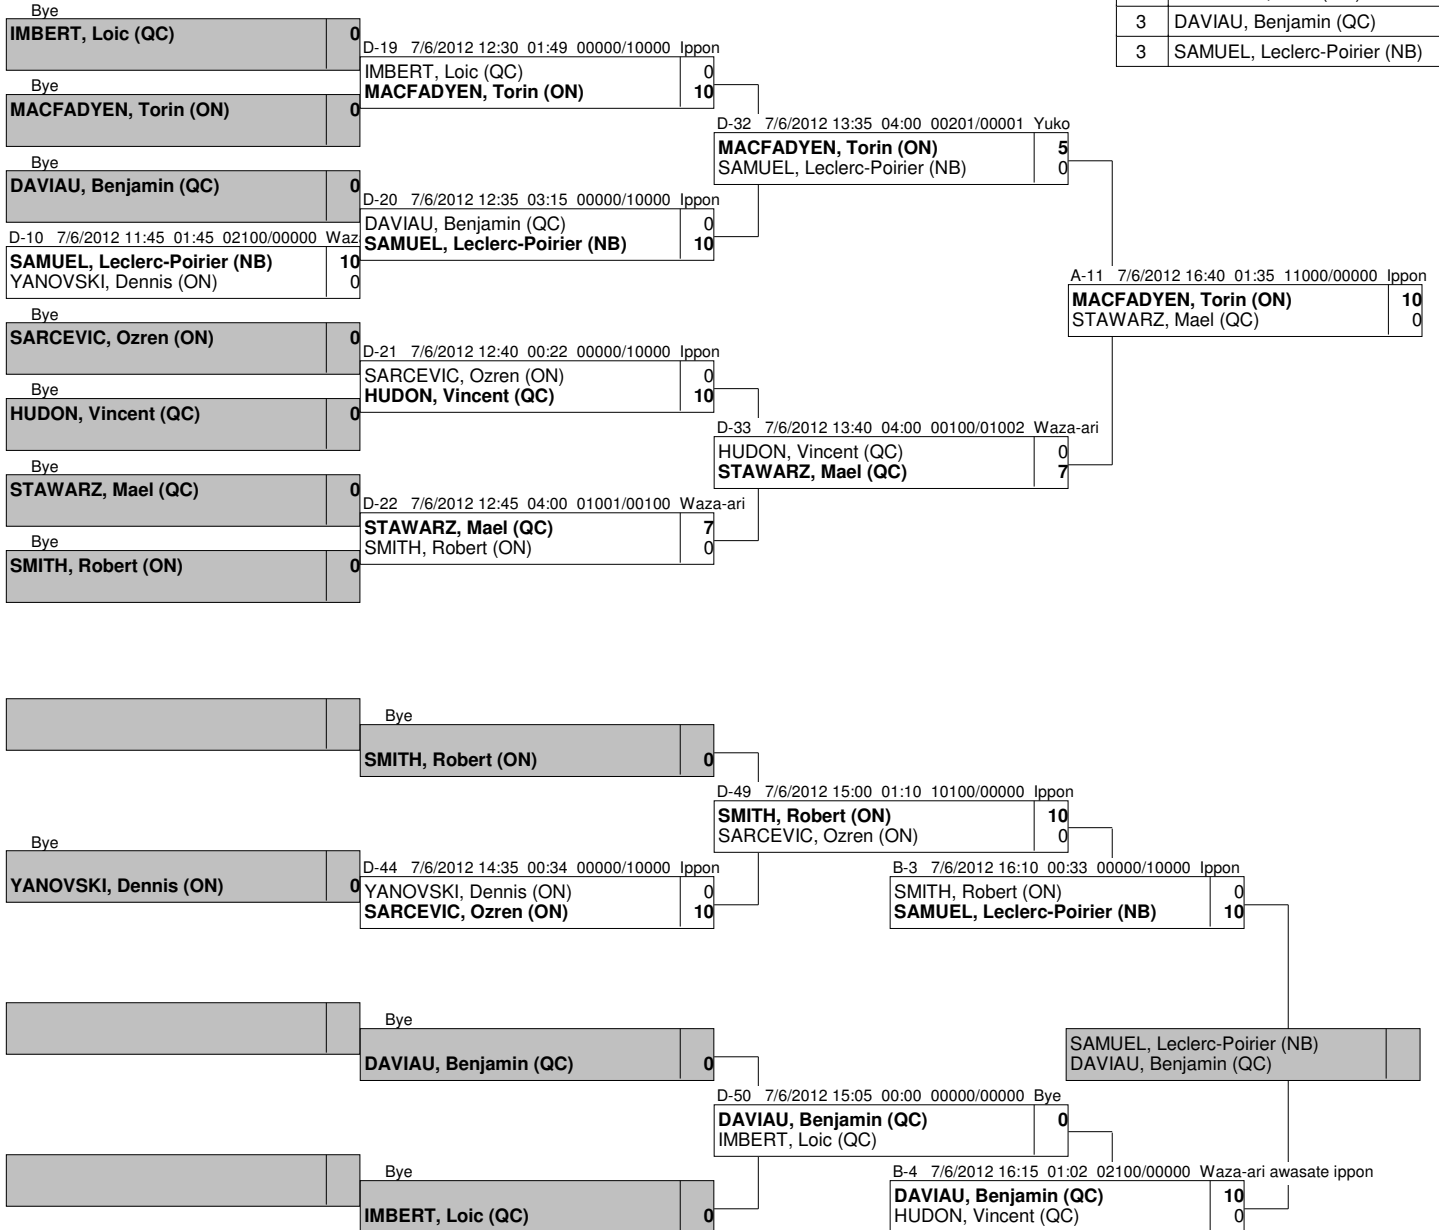 Bye
IMBERT, Loic (QC) 0
Bye
MACFADYEN, Torin (ON) 0
Bye
DAVIAU, Benjamin (QC) 0
D-10 7/6/2012 11:45 01:45 02100/00000
SAMUEL, Leclerc-Poirier (NB) 10
YANOVSKI, Dennis (ON) 0
Bye
SARCEVIC, Ozren (ON) 0
Bye
HUDON, Vincent (QC) 0
Bye
STAWARZ, Mael (QC) 0
Bye
SMITH, Robert (ON) 0
D-19 7/6/2012 12:30 01:49 00000/10000 Ippon
IMBERT, Loic (QC) 0
MACFADYEN, Torin (ON) 10
D-20 7/6/2012 12:35 03:15 00000/10000 Ippon
DAVIAU, Benjamin (QC) 0
SAMUEL, Leclerc-Poirier (NB) 10
D-21 7/6/2012 12:40 00:22 00000/10000 Ippon
SARCEVIC, Ozren (ON) 0
HUDON, Vincent (QC) 10
D-22 7/6/2012 12:45 04:00 01001/00100 Waza-ari
STAWARZ, Mael (QC) 7
SMITH, Robert (ON) 0
D-32 7/6/2012 13:35 04:00 00201/00001 Yuko
MACFADYEN, Torin (ON) 5
SAMUEL, Leclerc-Poirier (NB) 0
D-33 7/6/2012 13:40 04:00 00100/01002 Waza-ari
HUDON, Vincent (QC) 0
STAWARZ, Mael (QC) 7
3 DAVIAU, Benjamin (QC)
3 SAMUEL, Leclerc-Poirier (NB)
A-11 7/6/2012 16:40 01:35 11000/00000 Ippon
MACFADYEN, Torin (ON) 10
STAWARZ, Mael (QC) 0
Bye
SMITH, Robert (ON) 0
Bye
YANOVSKI, Dennis (ON) 0
D-44 7/6/2012 14:35 00:34 00000/10000 Ippon
YANOVSKI, Dennis (ON) 0
SARCEVIC, Ozren (ON) 10
D-49 7/6/2012 15:00 01:10 10100/00000 Ippon
SMITH, Robert (ON) 10
SARCEVIC, Ozren (ON) 0
B-3 7/6/2012 16:10 00:33 00000/10000 Ippon
SMITH, Robert (ON) 0
SAMUEL, Leclerc-Poirier (NB) 10
Bye
DAVIAU, Benjamin (QC) 0
Bye
IMBERT, Loic (QC) 0
D-50 7/6/2012 15:05 00:00 00000/00000 Bye
DAVIAU, Benjamin (QC) 0
IMBERT, Loic (QC)
SAMUEL, Leclerc-Poirier (NB)
DAVIAU, Benjamin (QC)
B-4 7/6/2012 16:15 01:02 02100/00000 Waza-ari awasate ippon
DAVIAU, Benjamin (QC) 10
HUDON, Vincent (QC) 0